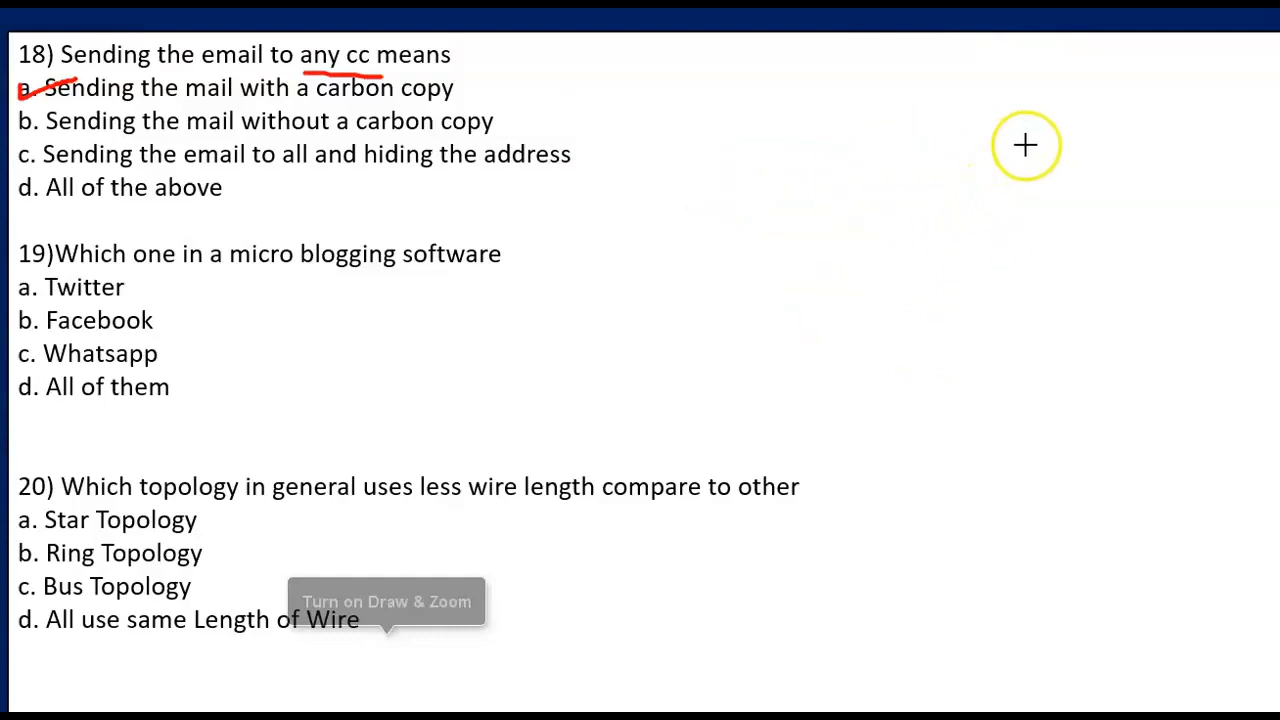 18) Sending the email to any cc means
a. Sending the mail with a carbon copy
b. Sending the mail without a carbon copy
c. Sending the email to all and hiding the address
d. All of the above
19)Which one in a micro blogging software
a. Twitter
b. Facebook
c. Whatsapp
d. All of them
20) Which topology in general uses less wire length compare to other
a. Star Topology
b. Ring Topology
c. Bus Topology
Turn on Draw & Zoom
d. All use same Length of Wire